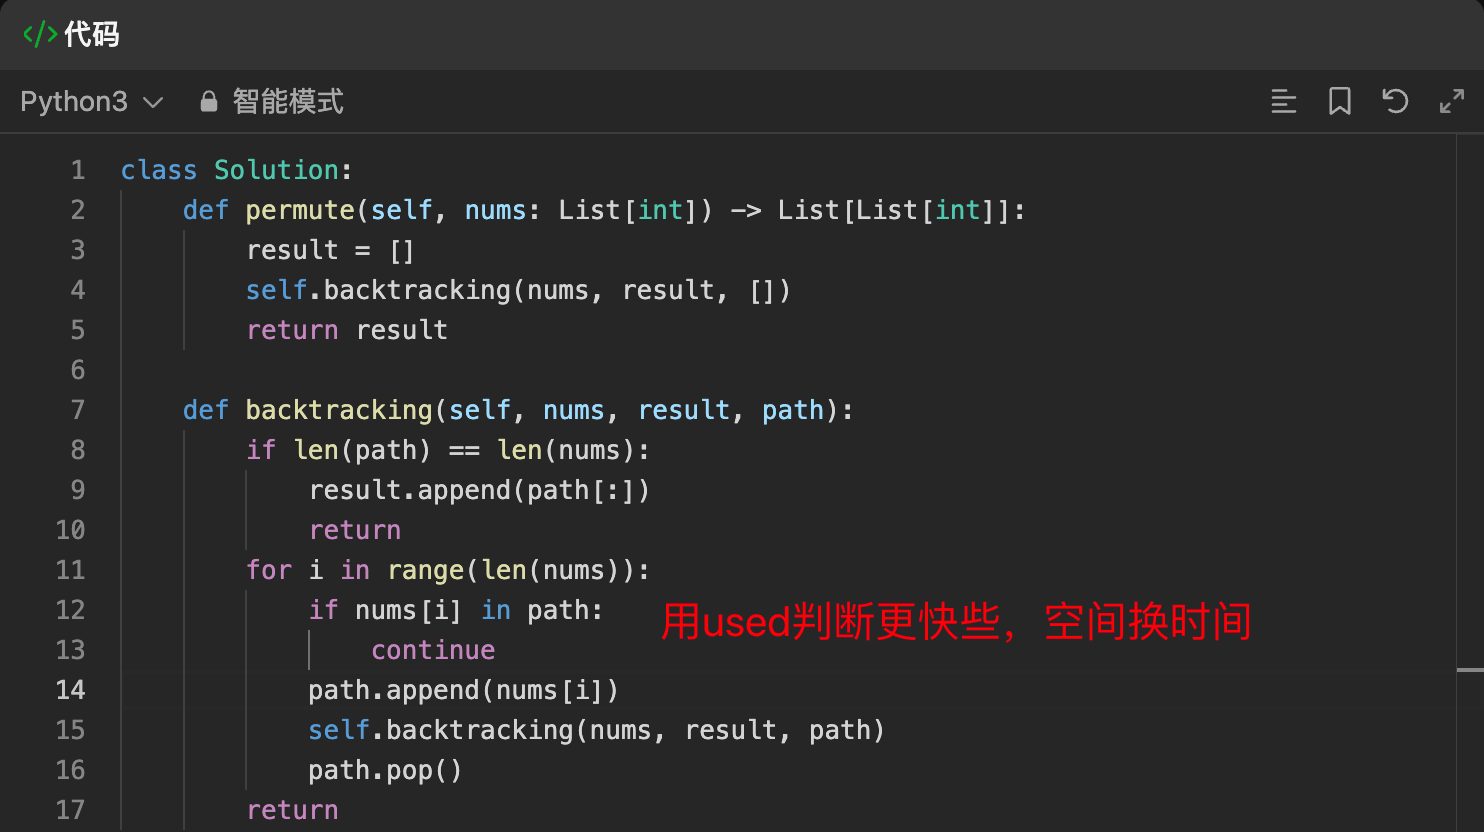 </> 代码
Python3 智能模式
1 class Solution:
2     def permute(self, nums: List[int]) -> List[List[int]]:
3         result = []
4         self.backtracking(nums, result, [])
5         return result
6
7     def backtracking(self, nums, result, path):
8         if len(path) == len(nums):
9             result.append(path[:])
10             return
11         for i in range(len(nums)):
12             if nums[i] in path: 用used判断更快些，空间换时间
13                 continue
14             path.append(nums[i])
15             self.backtracking(nums, result, path)
16             path.pop()
17         return